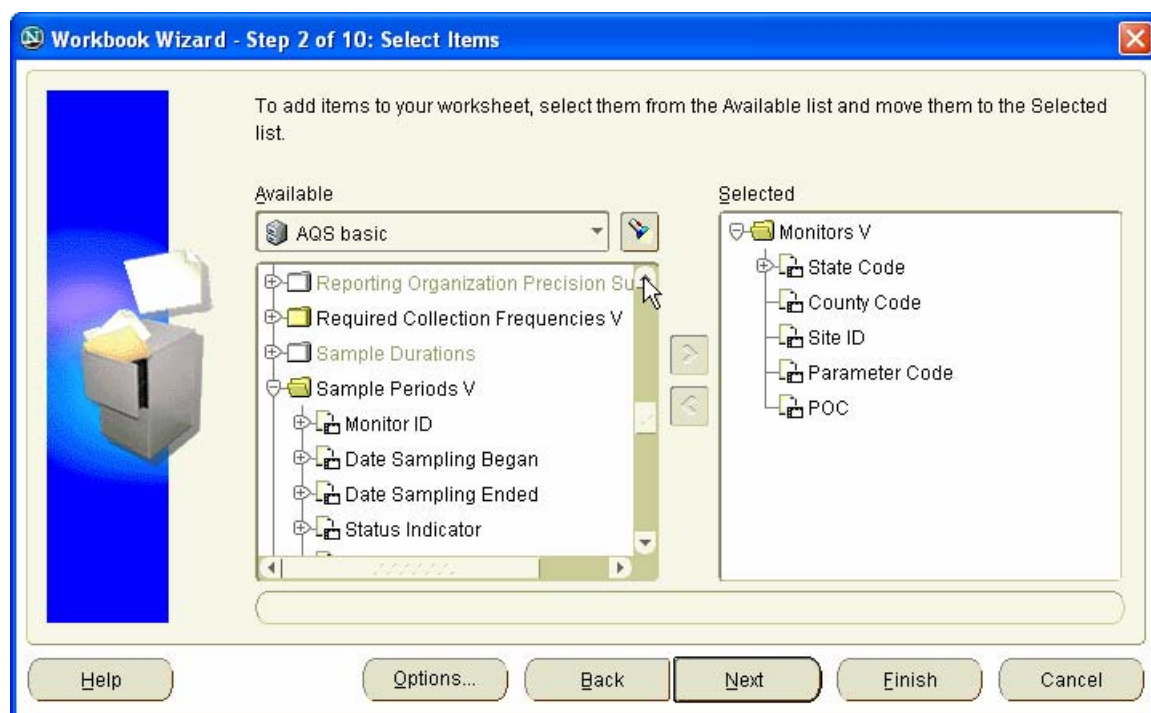 Workbook Wizard - Step 2 of 10: Select Items
To add items to your worksheet, select them from the Available list and move them to the Selected
list.
Available
AQS basic
Reporting Organization Precision Su
Required Collection Frequencies V
Sample Durations
Sample Periods V
Monitor ID
Date Sampling Began
Date Sampling Ended
Status Indicator
Selected
Monitors V
State Code
County Code
Site ID
Parameter Code
POC
Help
Options...
Back
Next
Finish
Cancel